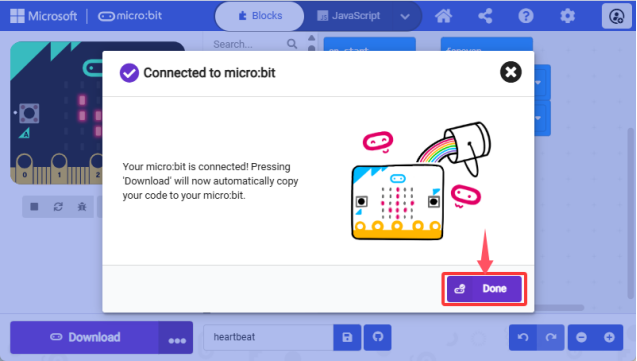 Microsoft
micro:bit
Blocks
JavaScript
Search...
on start
forever
Connected to micro:bit
Your micro:bit is connected! Pressing
'Download' will now automatically copy
your code to your micro:bit.
0
1
2
Done
Download
heartbeat